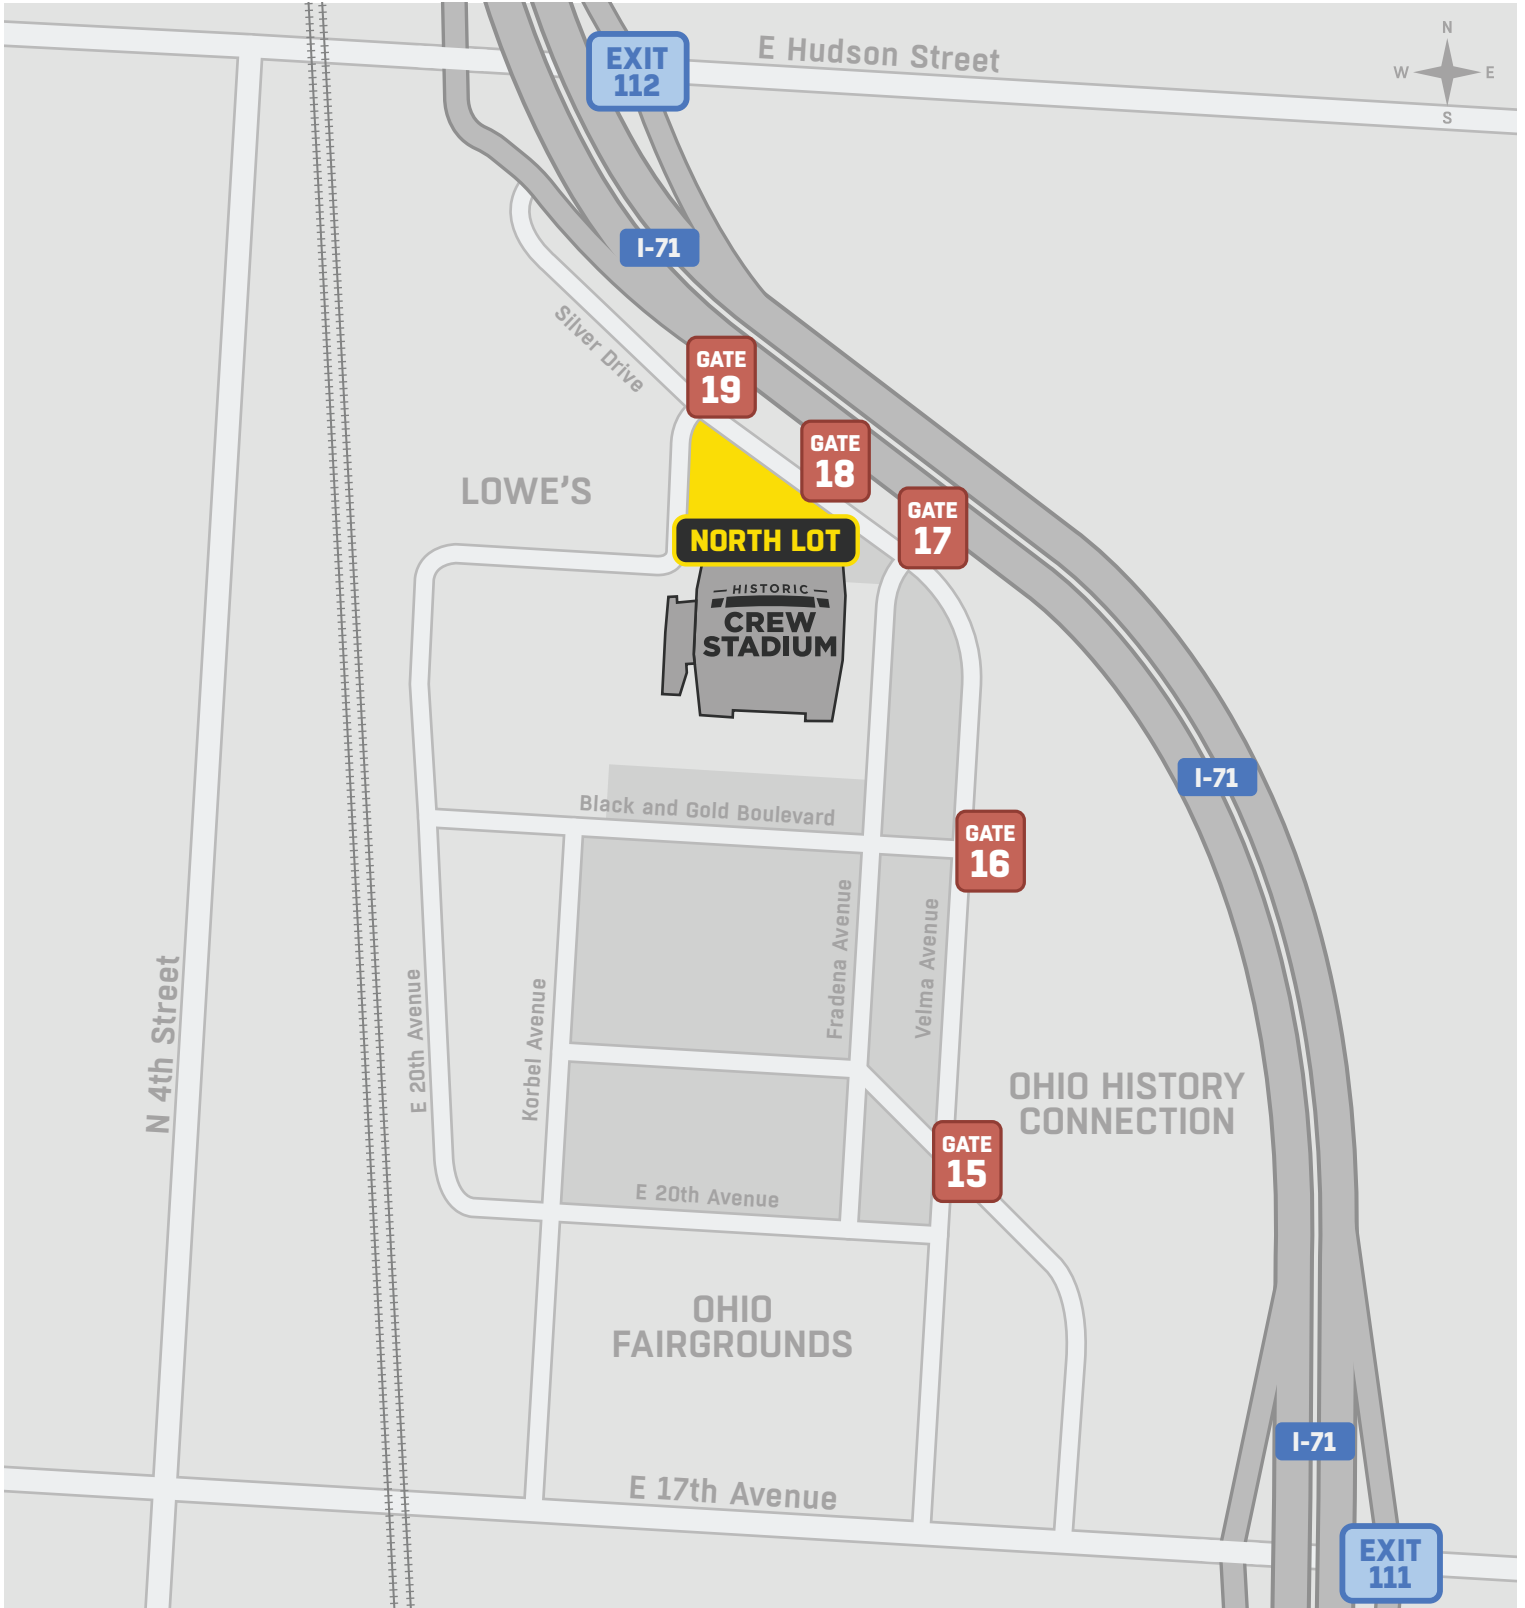 N
W E
S
E Hudson Street
EXIT
112
I-71
Silver Drive
GATE
19
GATE
18
GATE
17
LOWE'S
NORTH LOT
HISTORIC
CREW
STADIUM
I-71
Black and Gold Boulevard
GATE
16
Fradena Avenue
Velma Avenue
N 4th Street
E 20th Avenue
Korbel Avenue
OHIO HISTORY
CONNECTION
GATE
15
E 20th Avenue
OHIO
FAIRGROUNDS
I-71
E 17th Avenue
EXIT
111